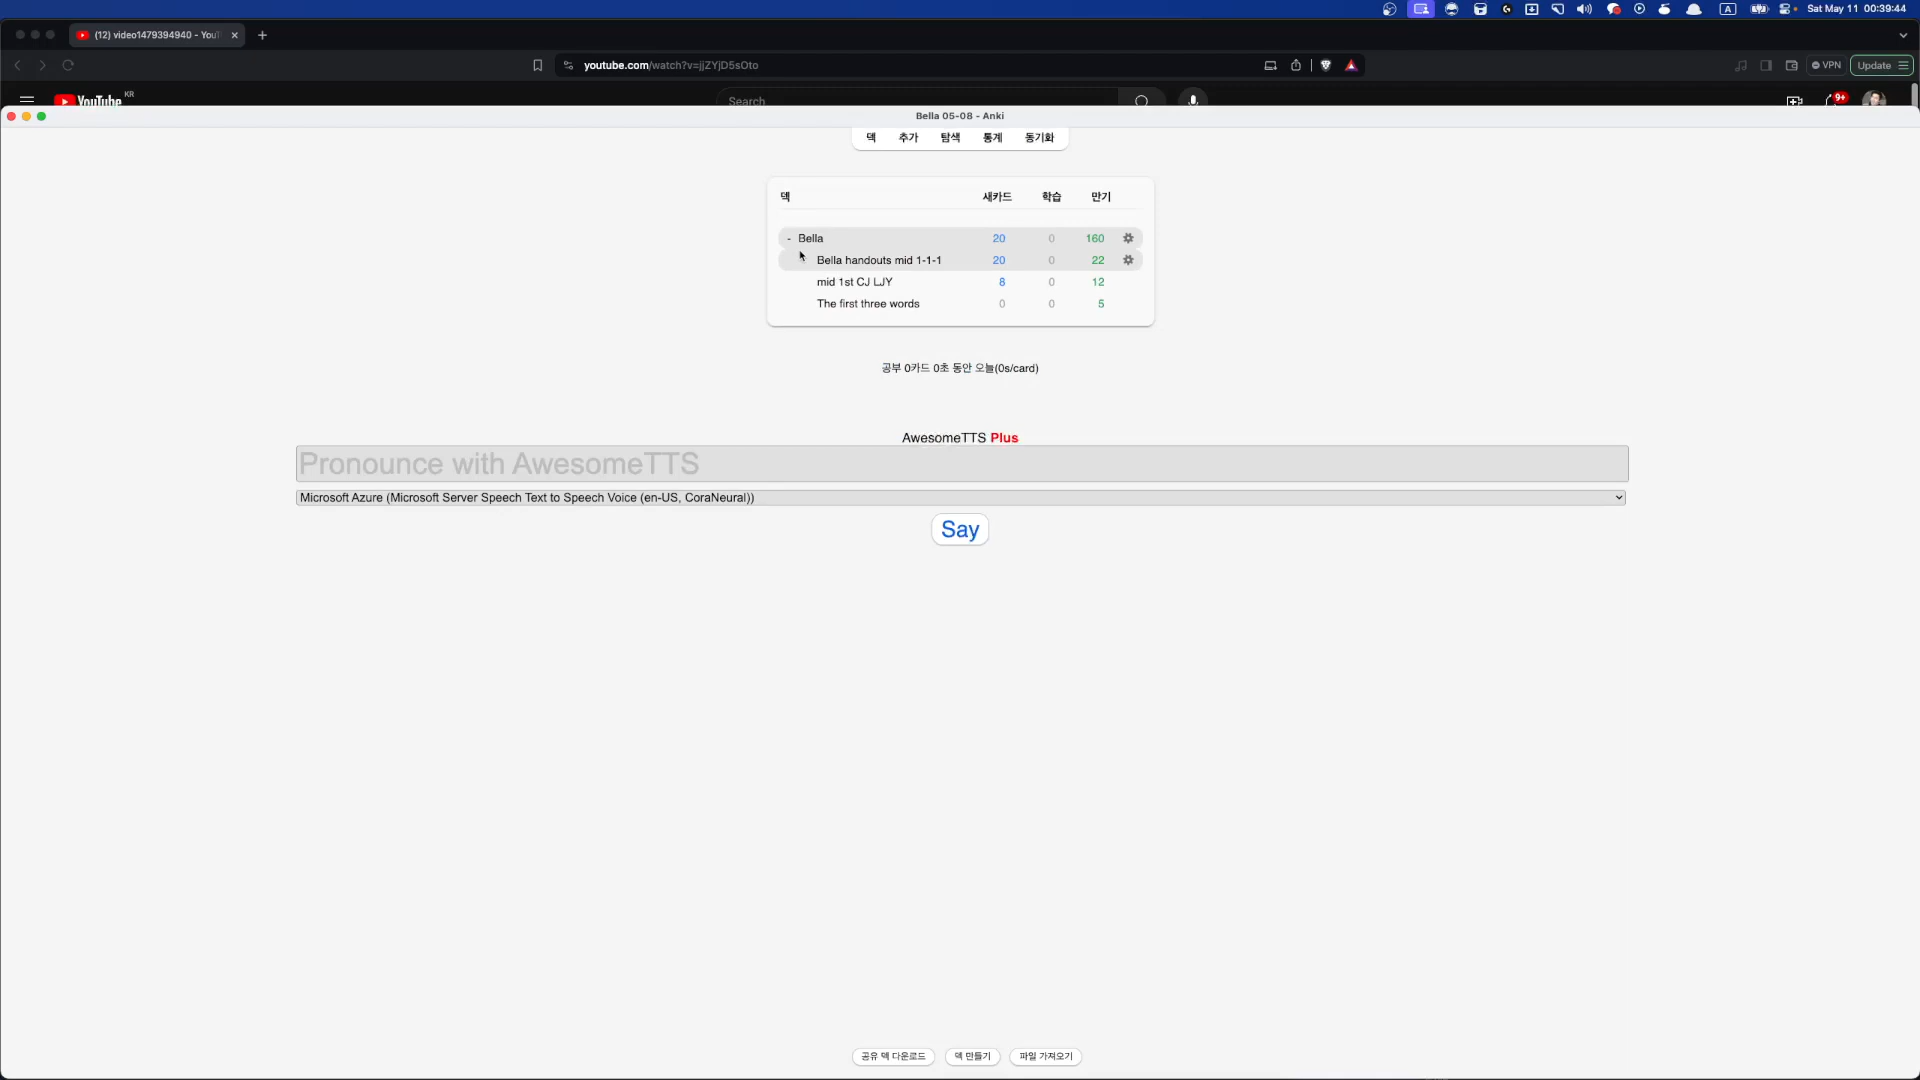 Sat May 11 00:39:44
(12) video1479394940 - YouT
youtube.com/watch?v=jjZYjD5sOto
VPN
Update
YouTube KR
Search
9+
Bella 05-08 - Anki
덱 추가 탐색 통계 동기화
덱 새카드 학습 만기
- Bella 20 0 160
Bella handouts mid 1-1-1 20 0 22
mid 1st CJ LJY 8 0 12
The first three words 0 0 5
공부 0카드 0초 동안 오늘(0s/card)
AwesomeTTS Plus
Pronounce with AwesomeTTS
Microsoft Azure (Microsoft Server Speech Text to Speech Voice (en-US, CoraNeural))
Say
공유 덱 다운로드 덱 만들기 파일 가져오기